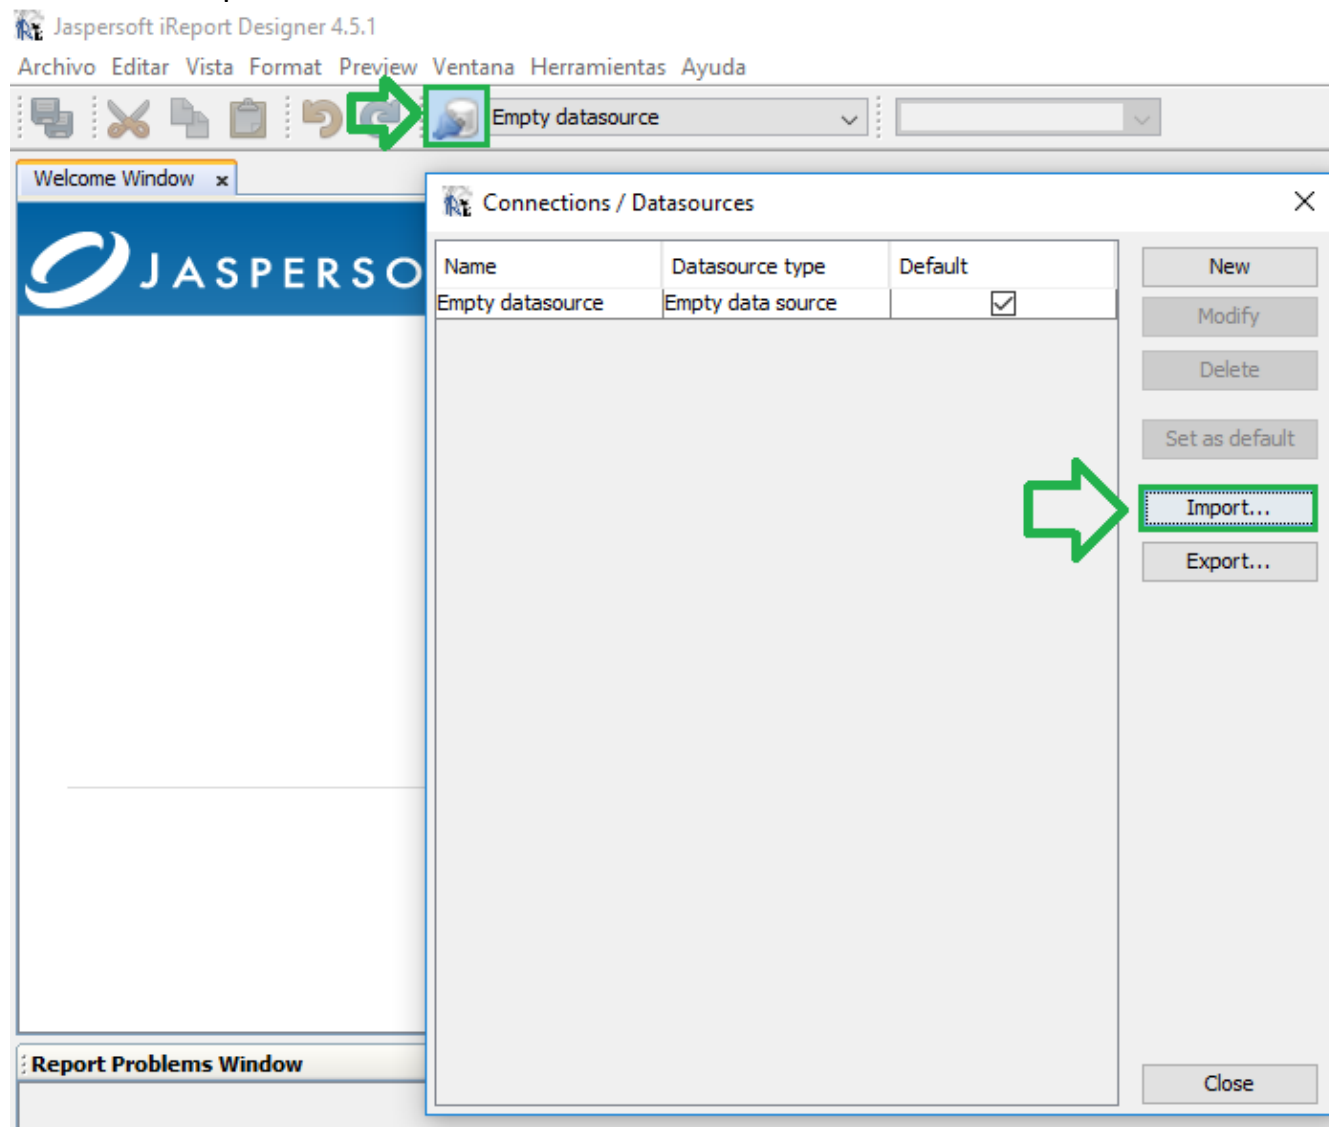 Jaspersoft iReport Designer 4.5.1
Archivo Editar Vista Format Preview Ventana Herramientas Ayuda
Empty datasource
Welcome Window x
Connections / Datasources
JASPERSO
Name Datasource type Default
Empty datasource Empty data source
New
Modify
Delete
Set as default
Import...
Export...
Report Problems Window
Close